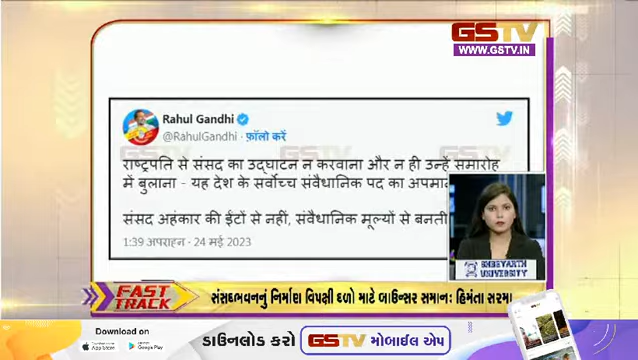 GSTV
WWW.GSTV.IN
Rahul Gandhi
@RahulGandhi · फ़ॉलो करें
राष्ट्रपति से संसद का उद्घाटन न करवाना और न ही उन्हें समारोह
में बुलाना - यह देश के सर्वोच्च संवैधानिक पद का अपमान
संसद अहंकार की ईंटों से नहीं, संवैधानिक मूल्यों से बनती
1:39 अपराह्न · 24 मई 2023
SHREYARTH
UNIVERSITY
FAST
TRACK
સંસદભવનનું નિર્માણ વિપક્ષી દળો માટે બાઉન્સર સમાનઃ હિમંતા સરમા
Download on
App Store
Google Play
ડાઉનલોડ કરો GSTV મોબાઈલ એપ